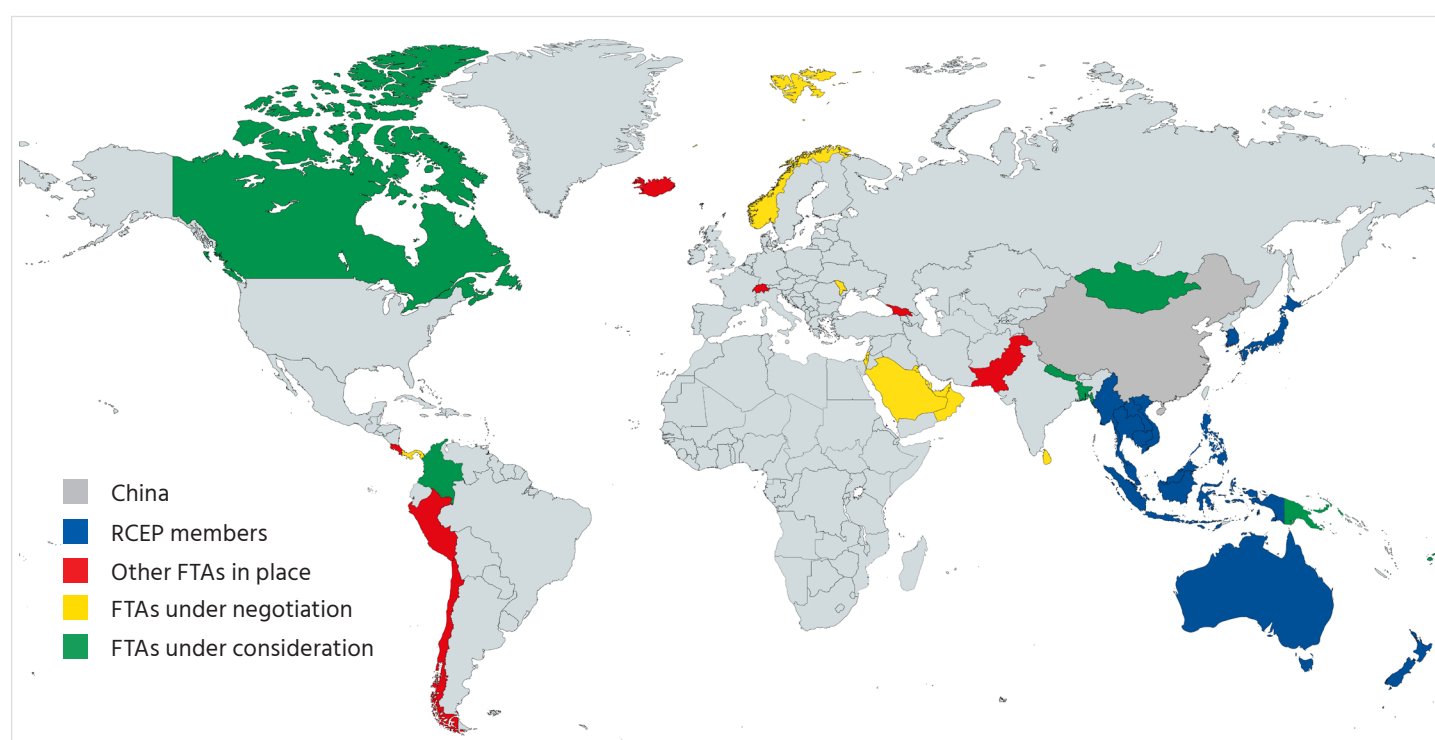 China
RCEP members
Other FTAs in place
FTAs under negotiation
FTAs under consideration